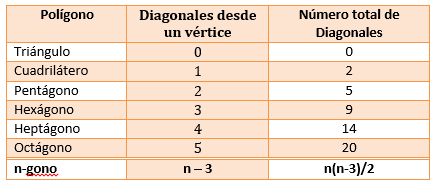 Polígono Diagonales desde un vértice Número total de Diagonales
Triángulo 0 0
Cuadrilátero 1 2
Pentágono 2 5
Hexágono 3 9
Heptágono 4 14
Octágono 5 20
n-gono n – 3 n(n-3)/2